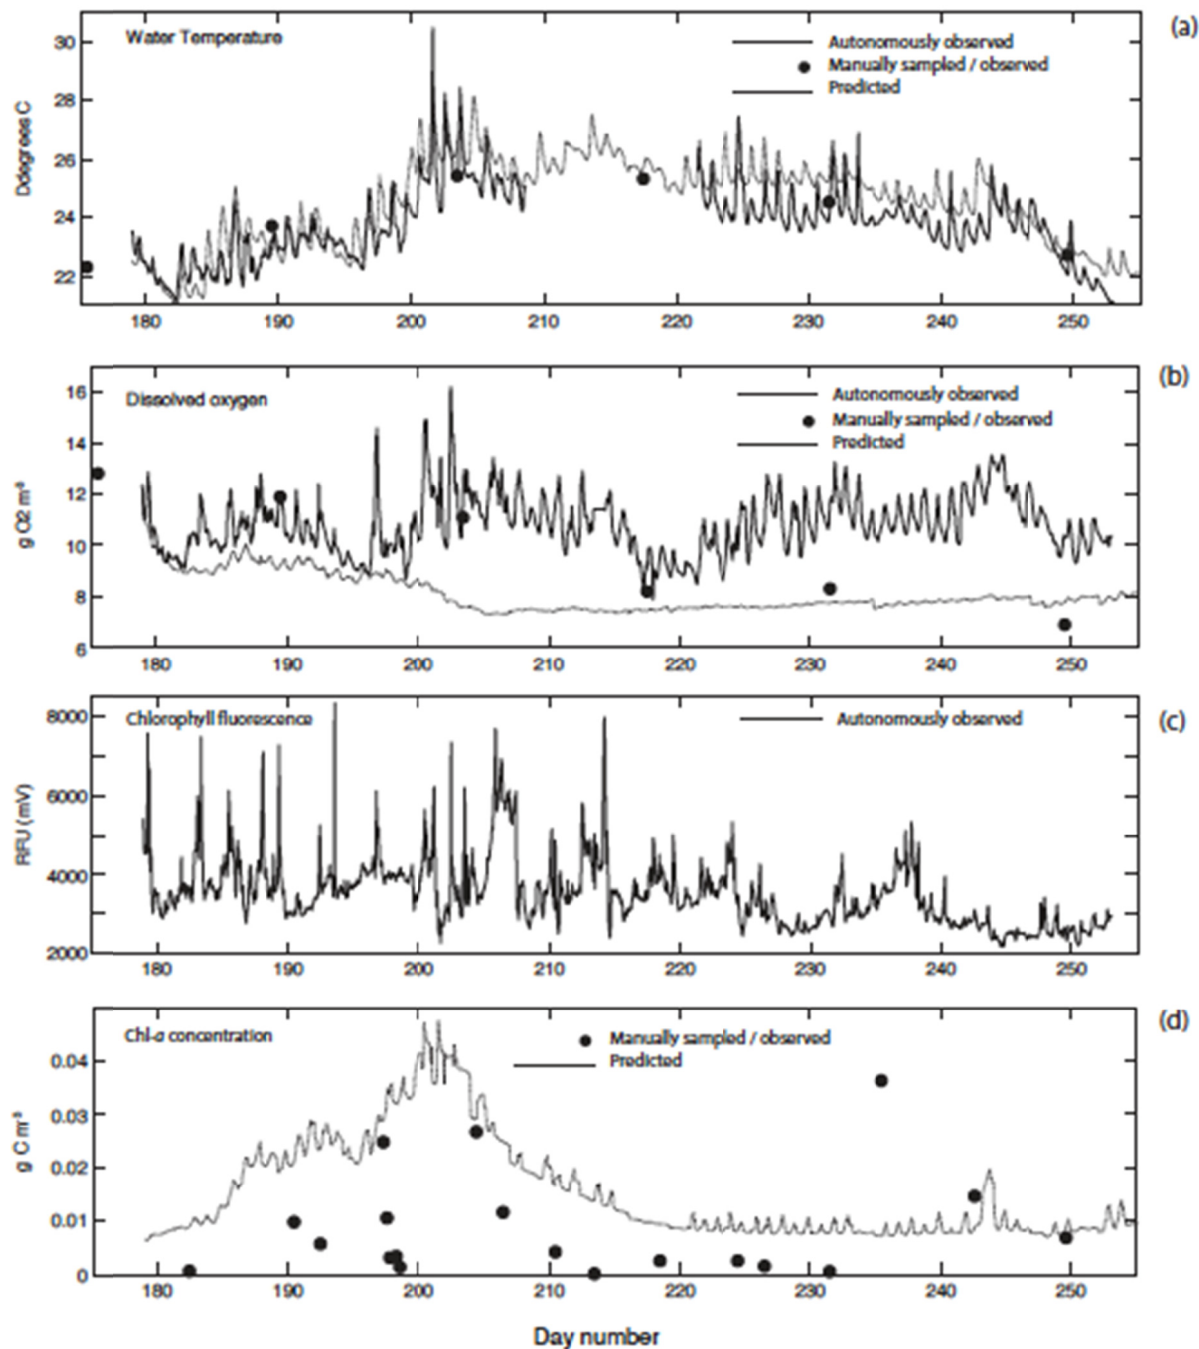 (a)
Water Temperature
Autonomously observed
Manually sampled / observed
Predicted
Ddegrees C
30
28
26
24
22
180 190 200 210 220 230 240 250
(b)
Dissolved oxygen
Autonomously observed
Manually sampled / observed
Predicted
g O2 m-3
16
14
12
10
8
6
180 190 200 210 220 230 240 250
(c)
Chlorophyll fluorescence
Autonomously observed
RFU (mV)
8000
6000
4000
2000
180 190 200 210 220 230 240 250
(d)
Chl-a concentration
Manually sampled / observed
Predicted
g C m-3
0.04
0.03
0.02
0.01
0
180 190 200 210 220 230 240 250
Day number